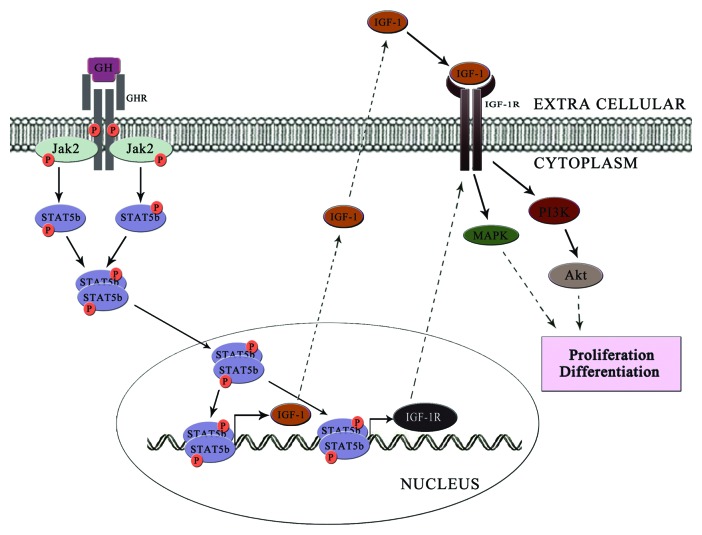 IGF-1
GH
IGF-1
GHR
IGF-1R
EXTRA CELLULAR
P
P
Jak2
Jak2
P
P
CYTOPLASM
STAT5b
P
STAT5b
P
IGF-1
PI3K
MAPK
STAT5b
P
STAT5b
P
Akt
STAT5b
P
STAT5b
P
Proliferation
Differentiation
IGF-1
IGF-1R
STAT5b
P
STAT5b
P
STAT5b
P
STAT5b
P
NUCLEUS